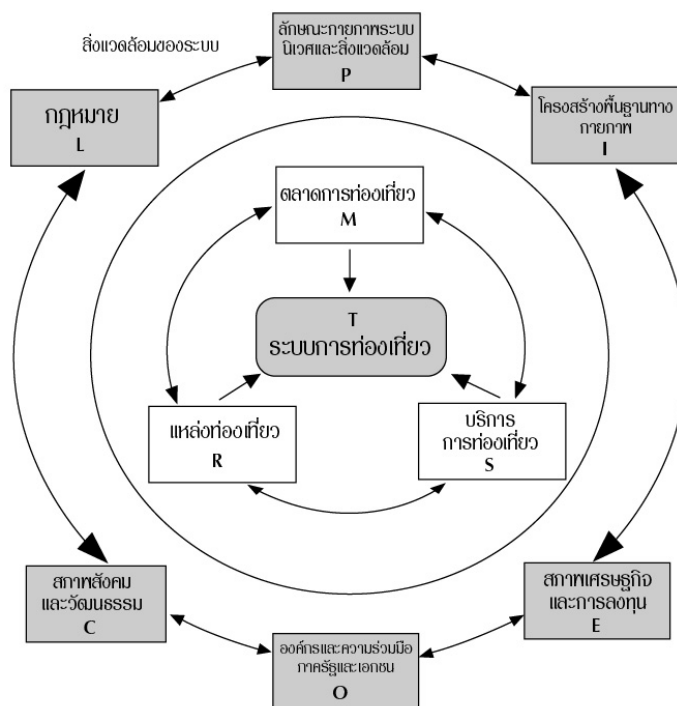 สิ่งแวดล้อมของระบบ
ลักษณะกายภาพระบบ
นิเวศและสิ่งแวดล้อม
P
กฎหมาย
L
โครงสร้างพื้นฐานทาง
กายภาพ
I
ตลาดการท่องเที่ยว
M
T
ระบบการท่องเที่ยว
แหล่งท่องเที่ยว
R
บริการ
การท่องเที่ยว
S
สภาพสังคม
และวัฒนธรรม
C
สภาพเศรษฐกิจ
และการลงทุน
E
องค์กรและความร่วมมือ
ภาครัฐและเอกชน
O